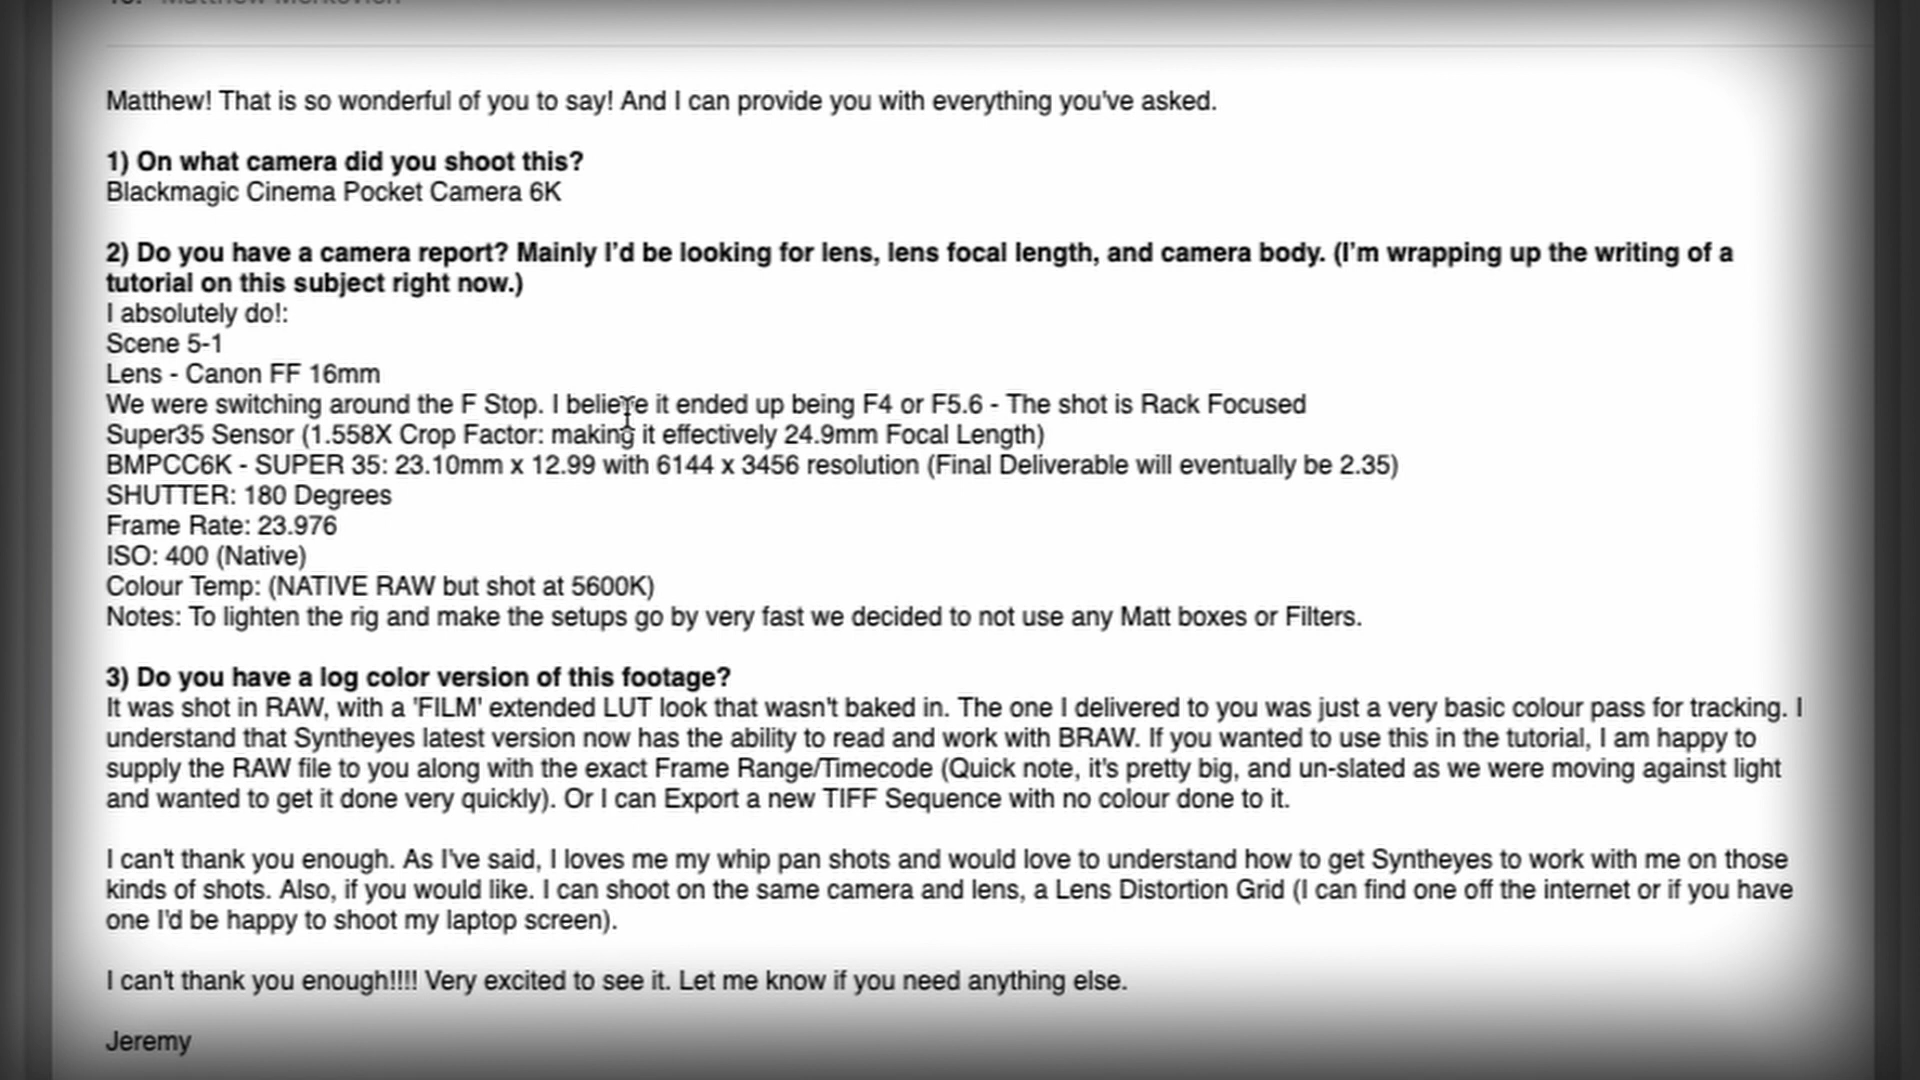 Matthew! That is so wonderful of you to say! And I can provide you with everything you've asked.
1) On what camera did you shoot this?
Blackmagic Cinema Pocket Camera 6K
2) Do you have a camera report? Mainly I'd be looking for lens, lens focal length, and camera body. (I'm wrapping up the writing of a
tutorial on this subject right now.)
I absolutely do!:
Scene 5-1
Lens - Canon FF 16mm
We were switching around the F Stop. I believe it ended up being F4 or F5.6 - The shot is Rack Focused
Super35 Sensor (1.558X Crop Factor: making it effectively 24.9mm Focal Length)
BMPCC6K - SUPER 35: 23.10mm x 12.99 with 6144 x 3456 resolution (Final Deliverable will eventually be 2.35)
SHUTTER: 180 Degrees
Frame Rate: 23.976
ISO: 400 (Native)
Colour Temp: (NATIVE RAW but shot at 5600K)
Notes: To lighten the rig and make the setups go by very fast we decided to not use any Matt boxes or Filters.
3) Do you have a log color version of this footage?
It was shot in RAW, with a 'FILM' extended LUT look that wasn't baked in. The one I delivered to you was just a very basic colour pass for tracking. I
understand that Syntheyes latest version now has the ability to read and work with BRAW. If you wanted to use this in the tutorial, I am happy to
supply the RAW file to you along with the exact Frame Range/Timecode (Quick note, it's pretty big, and un-slated as we were moving against light
and wanted to get it done very quickly). Or I can Export a new TIFF Sequence with no colour done to it.
I can't thank you enough. As I've said, I loves me my whip pan shots and would love to understand how to get Syntheyes to work with me on those
kinds of shots. Also, if you would like. I can shoot on the same camera and lens, a Lens Distortion Grid (I can find one off the internet or if you have
one I'd be happy to shoot my laptop screen).
I can't thank you enough!!!! Very excited to see it. Let me know if you need anything else.
Jeremy